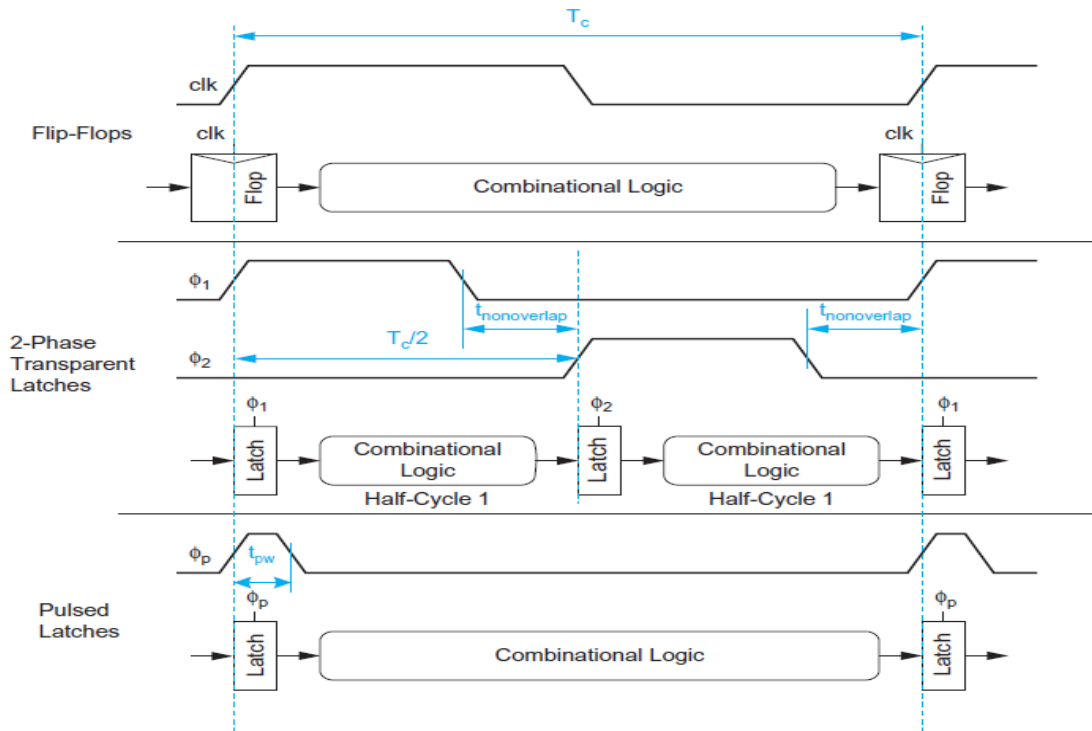 Tc
clk
Flip-Flops
clk
clk
Flop
Combinational Logic
Flop
ϕ1
tnonoverlap
tnonoverlap
Tc/2
2-Phase
Transparent
Latches
ϕ2
ϕ1
ϕ2
ϕ1
Latch
Combinational
Logic
Latch
Combinational
Logic
Latch
Half-Cycle 1
Half-Cycle 1
ϕp
tpw
Pulsed
Latches
ϕp
ϕp
Latch
Combinational Logic
Latch